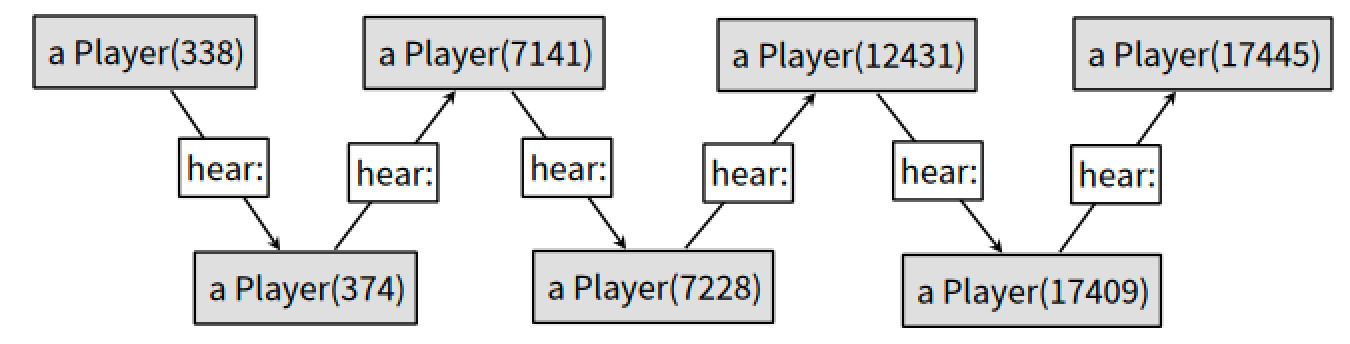 a Player(338)
a Player(7141)
a Player(12431)
a Player(17445)
hear:
hear:
hear:
hear:
hear:
hear:
a Player(374)
a Player(7228)
a Player(17409)